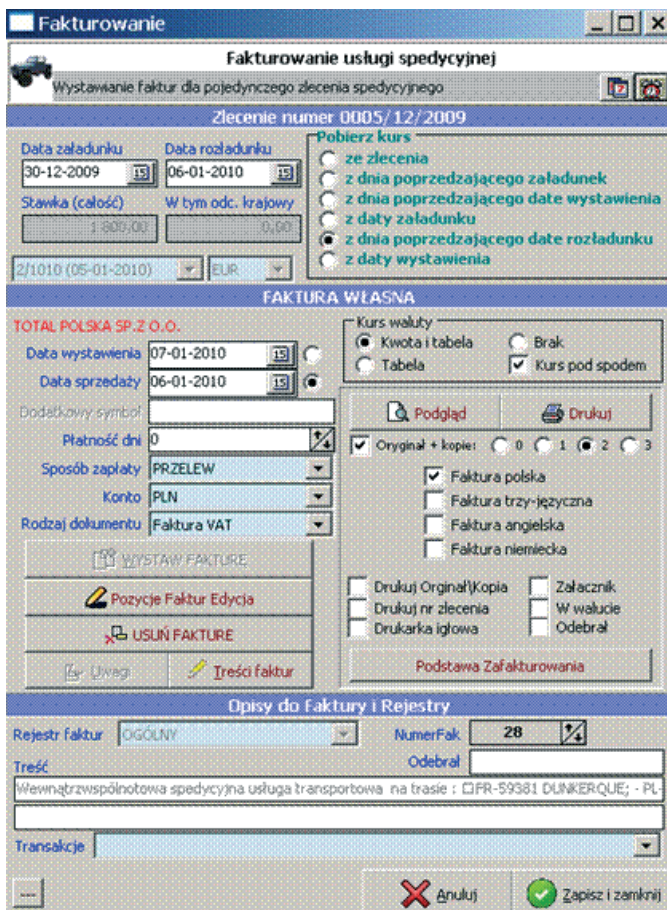 Fakturowanie
Fakturowanie usługi spedycyjnej
Wystawianie faktur dla pojedynczego zlecenia spedycyjnego
Zlecenie numer 0005/12/2009
Data załadunku
Data rozładunku
30-12-2009
15
06-01-2010
15
Stawka (całość)
W tym odc. krajowy
1 800,00
0,00
2/1010 (05-01-2010)
EUR
Pobierz kurs
ze zlecenia
z dnia poprzedzającego załadunek
z dnia poprzedzającego date wystawienia
z daty załadunku
z dnia poprzedzającego date rozładunku
z daty wystawienia
FAKTURA WŁASNA
TOTAL POLSKA SP.Z O.O.
Data wystawienia 07-01-2010 15
Data sprzedaży 06-01-2010 15
Dodatkowy symbol
Płatność dni 0
Sposób zapłaty PRZELEW
Konto PLN
Rodzaj dokumentu Faktura VAT
WYSTAW FAKTURE
Pozycje Faktur Edycja
USUŃ FAKTURE
Uwagi
Treści faktur
Kurs waluty
Kwota i tabela
Brak
Tabela
Kurs pod spodem
Podgląd
Drukuj
Oryginał + kopie: 0 1 2 3
Faktura polska
Faktura trzy-języczna
Faktura angielska
Faktura niemiecka
Drukuj Orginał\Kopia
Załacznik
Drukuj nr zlecenia
W walucie
Drukarka igłowa
Odebrał
Podstawa Zafakturowania
Opisy do Faktury i Rejestry
Rejestr faktur OGÓLNY
NumerFak 28
Odebrał
Treść
Wewnątrzwspólnotowa spedycyjna usługa transportowa na trasie : FR-59381 DUNKERQUE; - PL-
Transakcje
---
Anuluj
Zapisz i zamknij